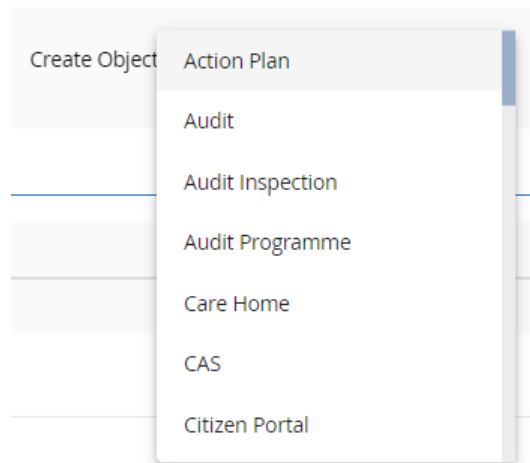 Create Object
Action Plan
Audit
Audit Inspection
Audit Programme
Care Home
CAS
Citizen Portal